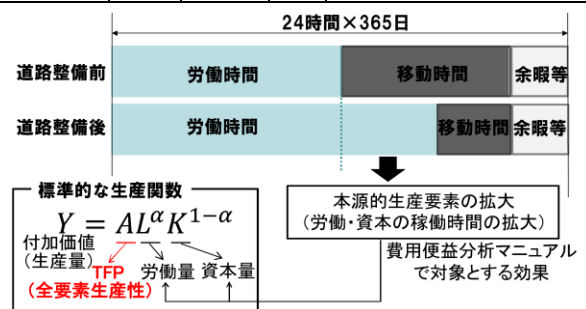 24時間×365日
道路整備前 労働時間 移動時間 余暇等
道路整備後 労働時間 移動時間 余暇等
標準的な生産関数
Y = AL^αK^{1−α}
付加価値
(生産量)
TFP
(全要素生産性)
労働量 資本量
本源的生産要素の拡大
(労働・資本の稼働時間の拡大)
費用便益分析マニュアル
で対象とする効果